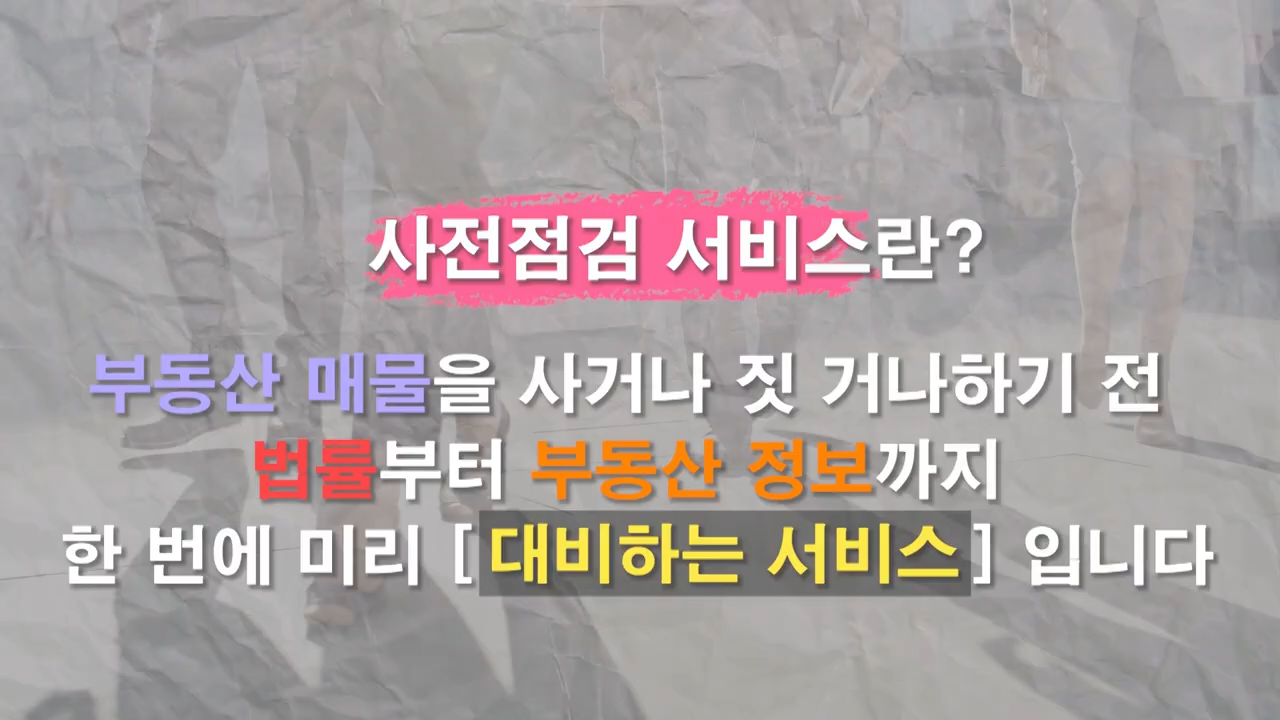 사전점검 서비스란?
부동산 매물을 사거나 짓 거나하기 전
법률부터 부동산 정보까지
한 번에 미리 [대비하는 서비스] 입니다